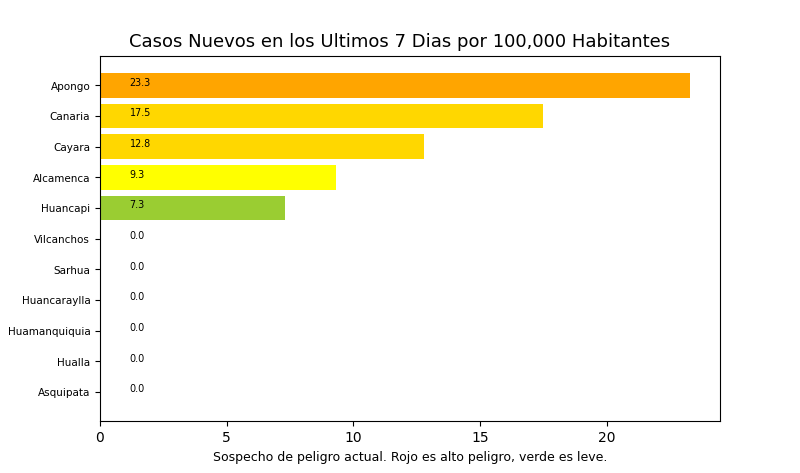 Casos Nuevos en los Ultimos 7 Dias por 100,000 Habitantes
Apongo 23.3
Canaria 17.5
Cayara 12.8
Alcamenca 9.3
Huancapi 7.3
Vilcanchos 0.0
Sarhua 0.0
Huancaraylla 0.0
Huamanquiquia 0.0
Hualla 0.0
Asquipata 0.0
0 5 10 15 20
Sospecho de peligro actual. Rojo es alto peligro, verde es leve.